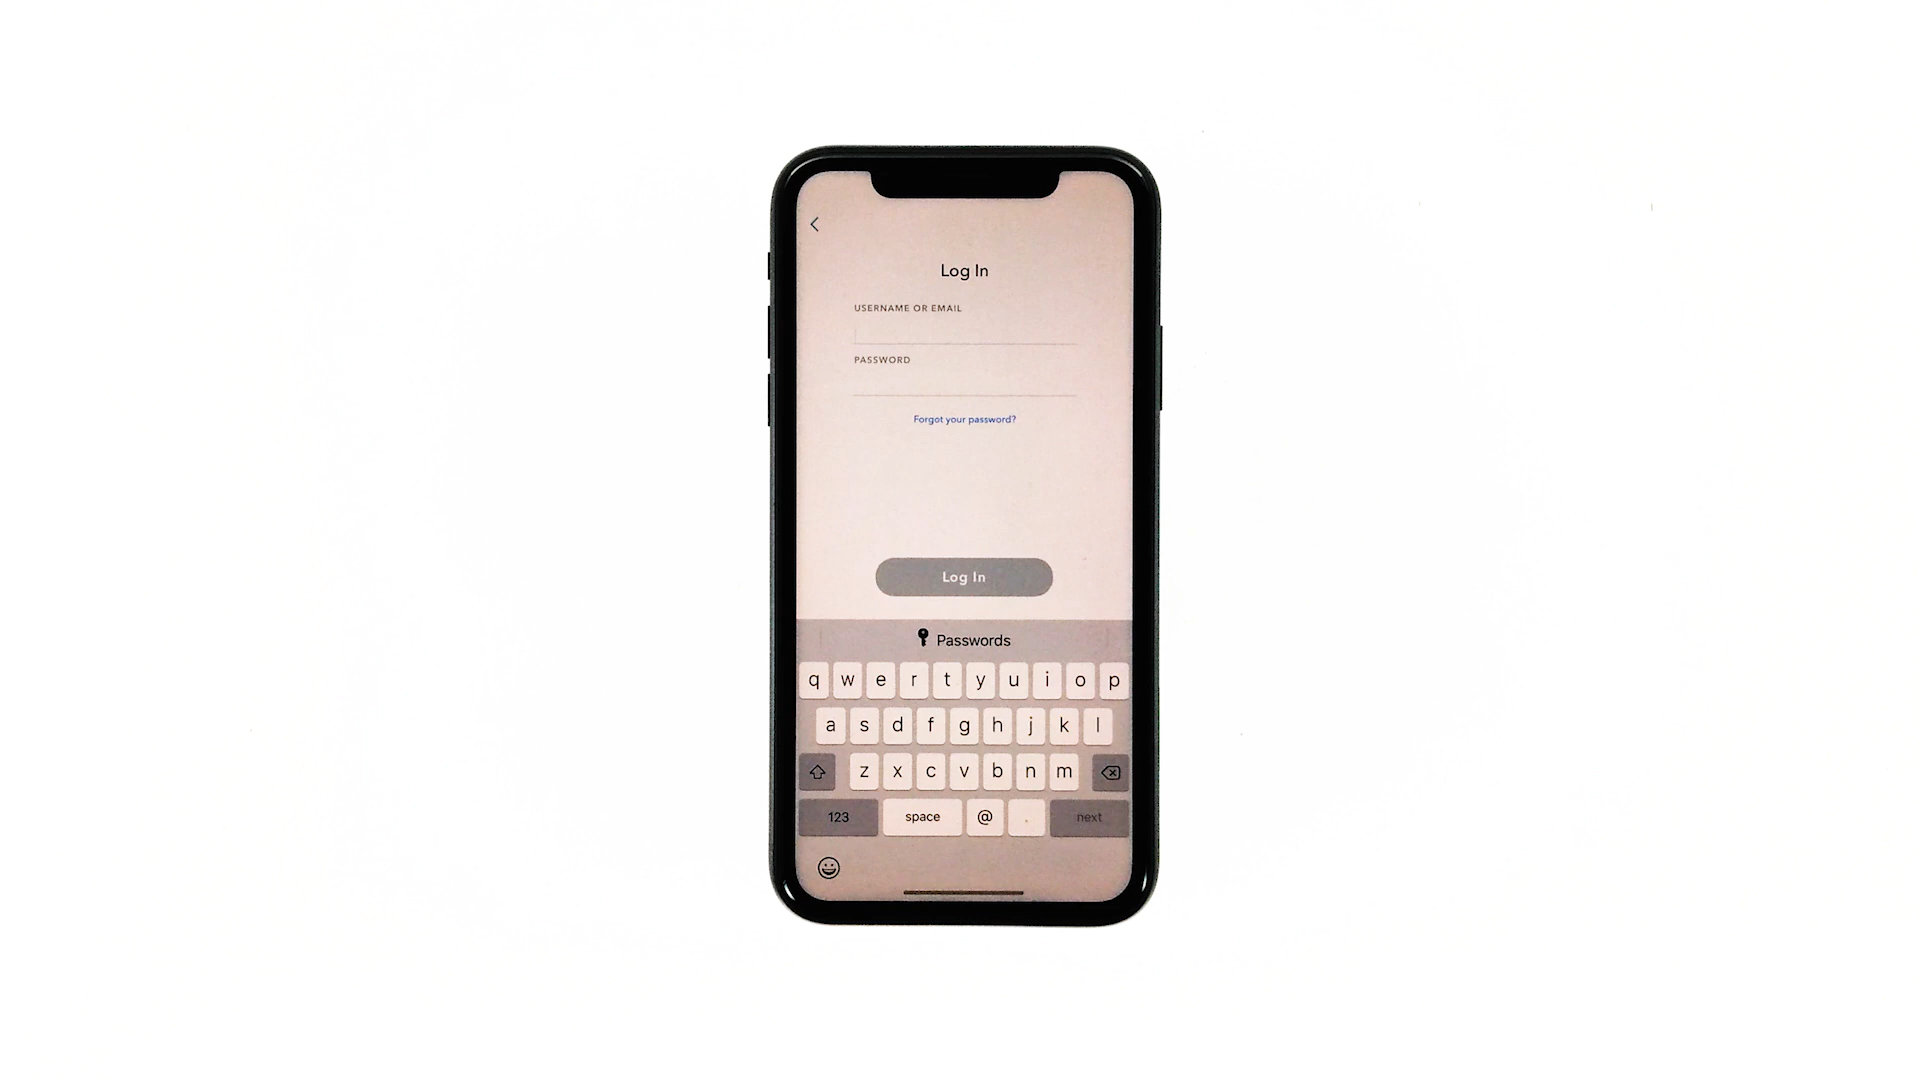 Log In
USERNAME OR EMAIL
PASSWORD
Forgot your password?
Log In
Passwords
q w e r t y u i o p
a s d f g h j k l
z x c v b n m
123 space @ . next